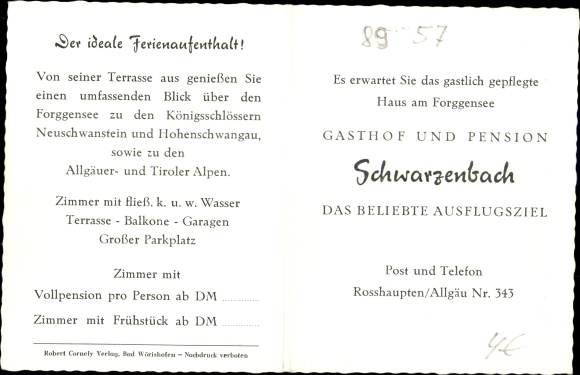 Der ideale Ferienaufenthalt!
Von seiner Terrasse aus genießen Sie
einen umfassenden Blick über den
Forggensee zu den Königsschlössern
Neuschwanstein und Hohenschwangau,
sowie zu den
Allgäuer- und Tiroler Alpen.
Zimmer mit fließ. k. u. w. Wasser
Terrasse - Balkone - Garagen
Großer Parkplatz
Zimmer mit
Vollpension pro Person ab DM ............
Zimmer mit Frühstück ab DM ............
Robert Cornely Verlag, Bad Wörishofen – Nachdruck verboten
89 57
Es erwartet Sie das gastlich gepflegte
Haus am Forggensee
GASTHOF UND PENSION
Schwarzenbach
DAS BELIEBTE AUSFLUGSZIEL
Post und Telefon
Rosshaupten/Allgäu Nr. 343
4€